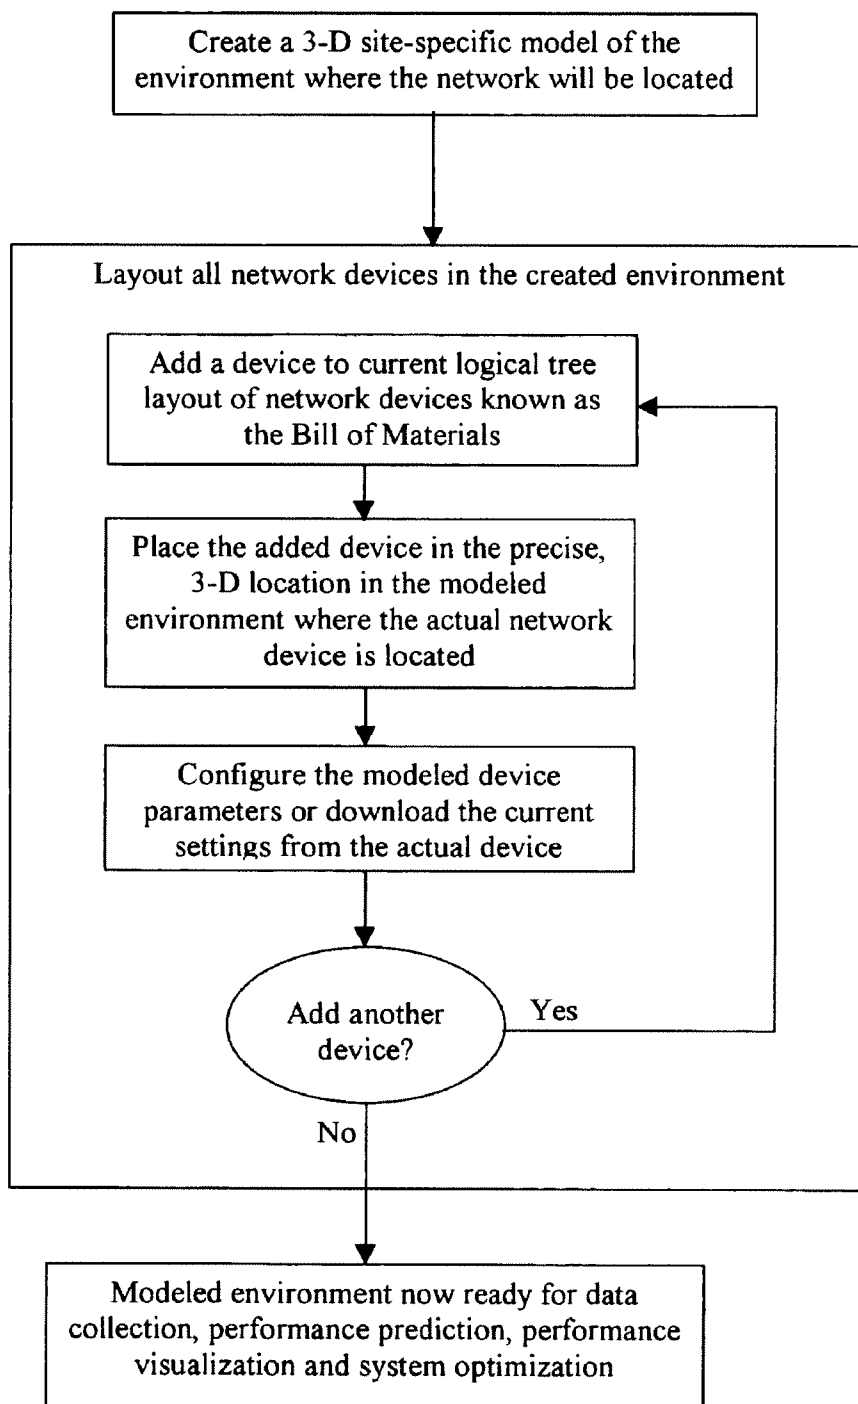 Create a 3-D site-specific model of the
environment where the network will be located
Layout all network devices in the created environment
Add a device to current logical tree
layout of network devices known as
the Bill of Materials
Place the added device in the precise,
3-D location in the modeled
environment where the actual network
device is located
Configure the modeled device
parameters or download the current
settings from the actual device
Add another
device?
Yes
No
Modeled environment now ready for data
collection, performance prediction, performance
visualization and system optimization